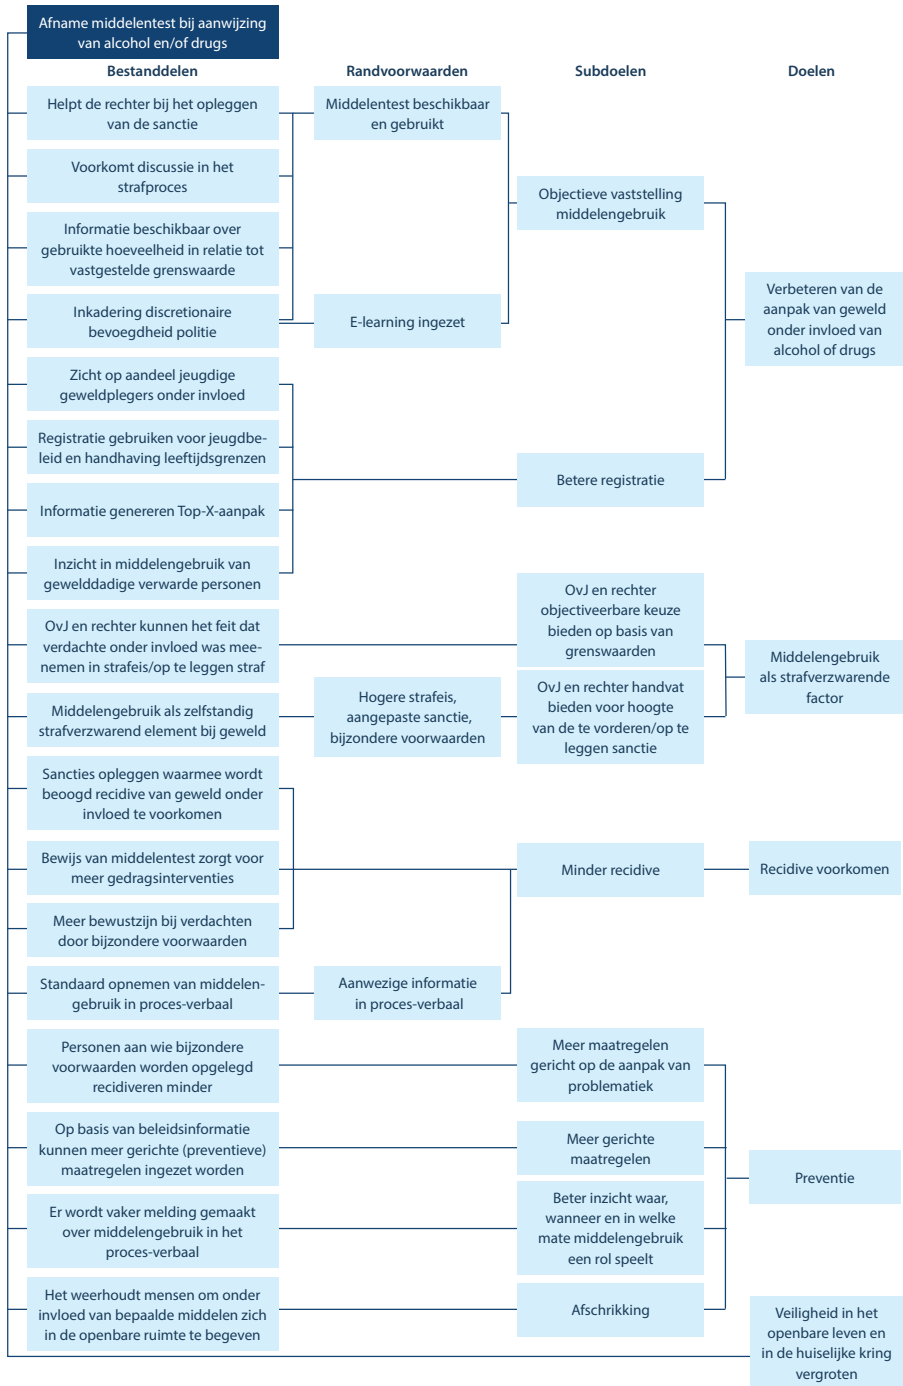 Afname middelentest bij aanwijzing
van alcohol en/of drugs
Bestanddelen
Randvoorwaarden
Subdoelen
Doelen
Helpt de rechter bij het opleggen
van de sanctie
Voorkomt discussie in het
strafproces
Informatie beschikbaar over
gebruikte hoeveelheid in relatie tot
vastgestelde grenswaarde
Inkadering discretionaire
bevoegdheid politie
Zicht op aandeel jeugdige
geweldplegers onder invloed
Registratie gebruiken voor jeugdbe-
leid en handhaving leeftijdsgrenzen
Informatie genereren Top-X-aanpak
Inzicht in middelengebruik van
gewelddadige verwarde personen
OvJ en rechter kunnen het feit dat
verdachte onder invloed was mee-
nemen in strafeis/op te leggen straf
Middelengebruik als zelfstandig
strafverzwarend element bij geweld
Sancties opleggen waarmee wordt
beoogd recidive van geweld onder
invloed te voorkomen
Bewijs van middelentest zorgt voor
meer gedragsinterventies
Meer bewustzijn bij verdachten
door bijzondere voorwaarden
Standaard opnemen van middelen-
gebruik in proces-verbaal
Personen aan wie bijzondere
voorwaarden worden opgelegd
recidiveren minder
Op basis van beleidsinformatie
kunnen meer gerichte (preventieve)
maatregelen ingezet worden
Er wordt vaker melding gemaakt
over middelengebruik in het
proces-verbaal
Het weerhoudt mensen om onder
invloed van bepaalde middelen zich
in de openbare ruimte te begeven
Middelentest beschikbaar
en gebruikt
E-learning ingezet
Hogere strafeis,
aangepaste sanctie,
bijzondere voorwaarden
Aanwezige informatie
in proces-verbaal
Objectieve vaststelling
middelengebruik
Betere registratie
OvJ en rechter
objectiveerbare keuze
bieden op basis van
grenswaarden
OvJ en rechter handvat
bieden voor hoogte
van de te vorderen/op te
leggen sanctie
Minder recidive
Meer maatregelen
gericht op de aanpak van
problematiek
Meer gerichte
maatregelen
Beter inzicht waar,
wanneer en in welke
mate middelengebruik
een rol speelt
Afschrikking
Verbeteren van de
aanpak van geweld
onder invloed van
alcohol of drugs
Middelengebruik
als strafverzwarende
factor
Recidive voorkomen
Preventie
Veiligheid in het
openbare leven en
in de huiselijke kring
vergroten